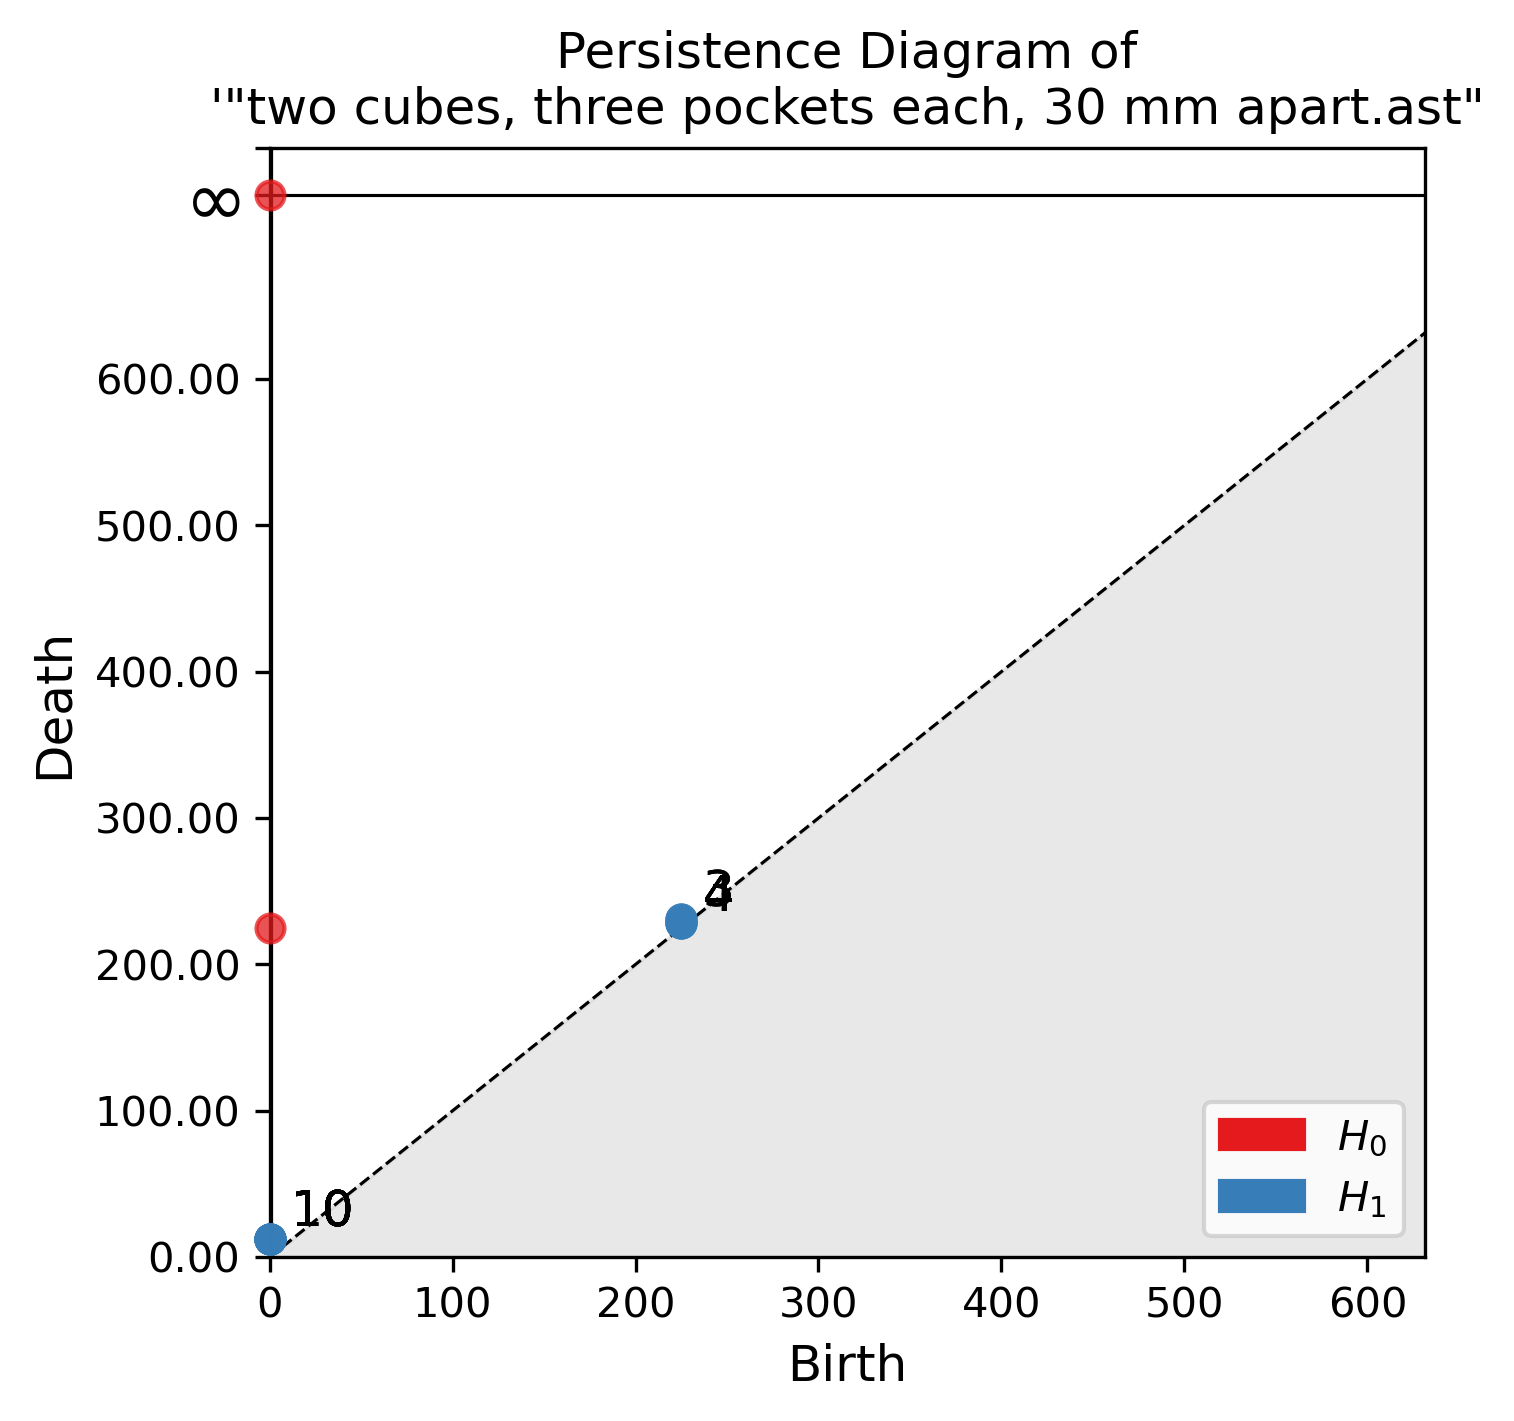 Persistence Diagram of
'"two cubes, three pockets each, 30 mm apart.ast"
∞
600.00
500.00
400.00
300.00
200.00
100.00
0.00
Death
10
H₀
H₁
0 100 200 300 400 500 600
Birth